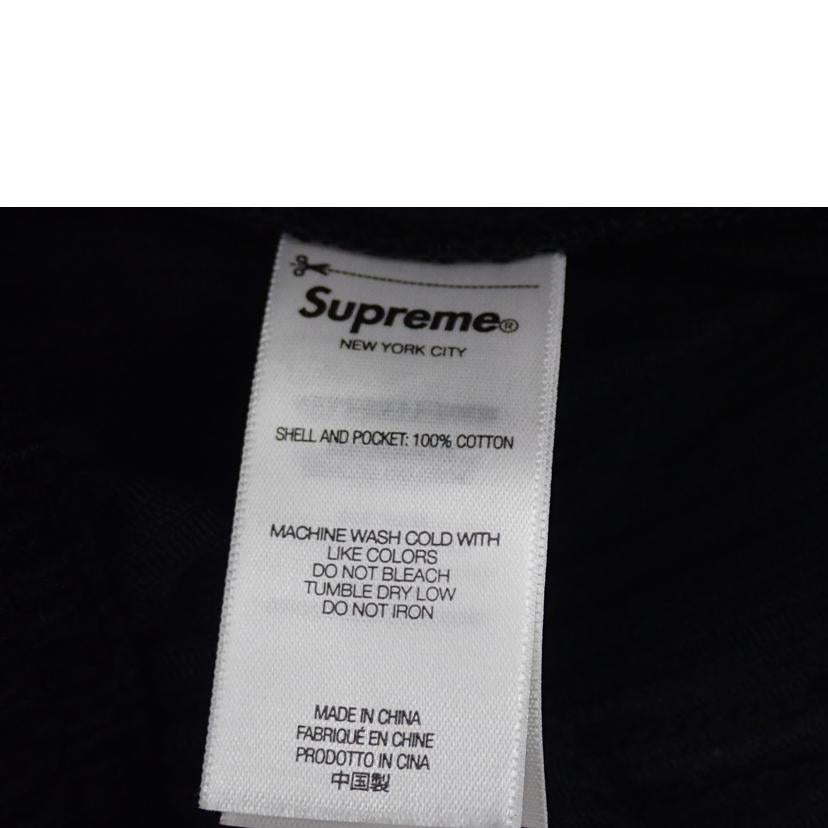 Supreme®
NEW YORK CITY
SHELL AND POCKET: 100% COTTON
MACHINE WASH COLD WITH
LIKE COLORS
DO NOT BLEACH
TUMBLE DRY LOW
DO NOT IRON
MADE IN CHINA
FABRIQUÉ EN CHINE
PRODOTTO IN CINA
中国製